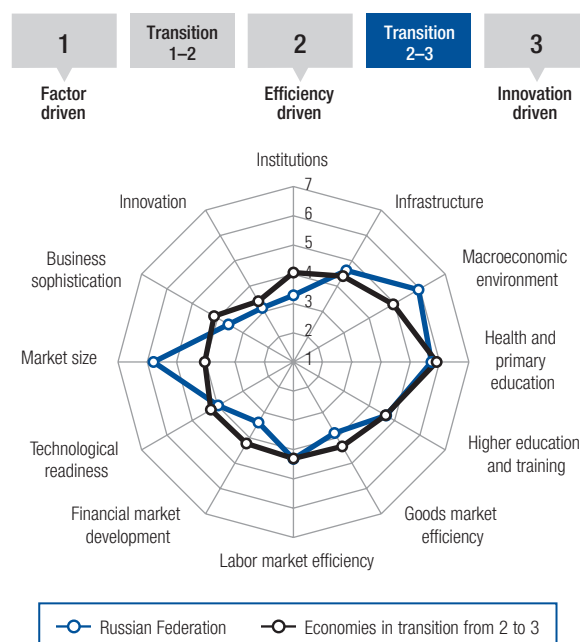 1
Transition
1–2
2
Transition
2–3
3
Factor
driven
Efficiency
driven
Innovation
driven
Institutions
Innovation
7
Infrastructure
6
Business
sophistication
5
Macroeconomic
environment
4
3
2
Market size
1
Health and
primary
education
Technological
readiness
Higher education
and training
Financial market
development
Goods market
efficiency
Labor market efficiency
Russian Federation
Economies in transition from 2 to 3